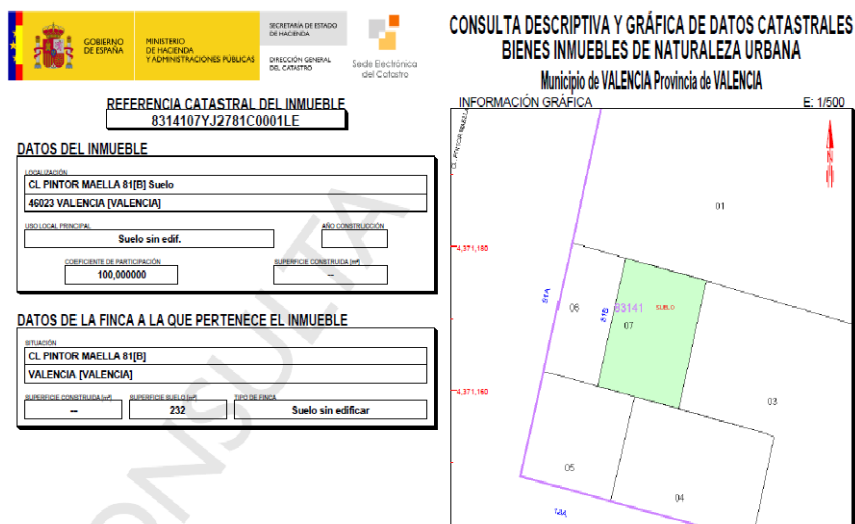 GOBIERNO
DE ESPAÑA
MINISTERIO
DE HACIENDA
Y ADMINISTRACIONES PÚBLICAS
SECRETARÍA DE ESTADO
DE HACIENDA
DIRECCIÓN GENERAL
DEL CATASTRO
Sede Electrónica
del Catastro
REFERENCIA CATASTRAL DEL INMUEBLE
8314107YJ2781C0001LE
DATOS DEL INMUEBLE
LOCALIZACIÓN
CL PINTOR MAELLA 81[B] Suelo
46023 VALENCIA [VALENCIA]
USO LOCAL PRINCIPAL
AÑO CONSTRUCCIÓN
Suelo sin edif.
COEFICIENTE DE PARTICIPACIÓN
SUPERFICIE CONSTRUIDA [m²]
100,000000
--
DATOS DE LA FINCA A LA QUE PERTENECE EL INMUEBLE
SITUACIÓN
CL PINTOR MAELLA 81[B]
VALENCIA [VALENCIA]
SUPERFICIE CONSTRUIDA [m²]
SUPERFICIE SUELO [m²]
TIPO DE FINCA
--
232
Suelo sin edificar
CONSULTA
CONSULTA DESCRIPTIVA Y GRÁFICA DE DATOS CATASTRALES
BIENES INMUEBLES DE NATURALEZA URBANA
Municipio de VALENCIA Provincia de VALENCIA
INFORMACIÓN GRÁFICA
E: 1/500
CL PINTOR MAELLA
01
4,371,180
81A
06
81B
83141
SUELO
07
4,371,160
03
05
04
12A